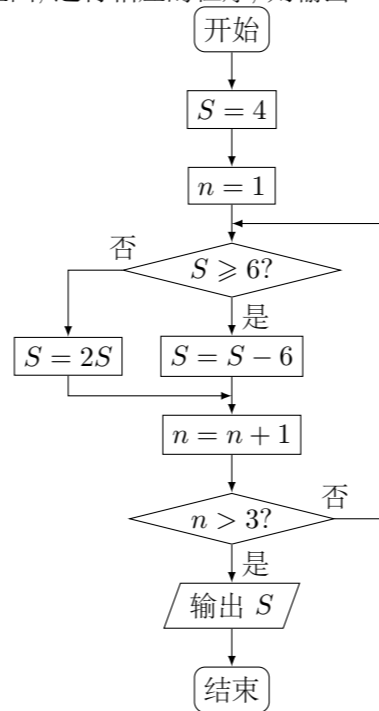 开始
S = 4
n = 1
S ⩾ 6?
否
是
S = 2S
S = S − 6
n = n + 1
n > 3?
否
是
输出 S
结束